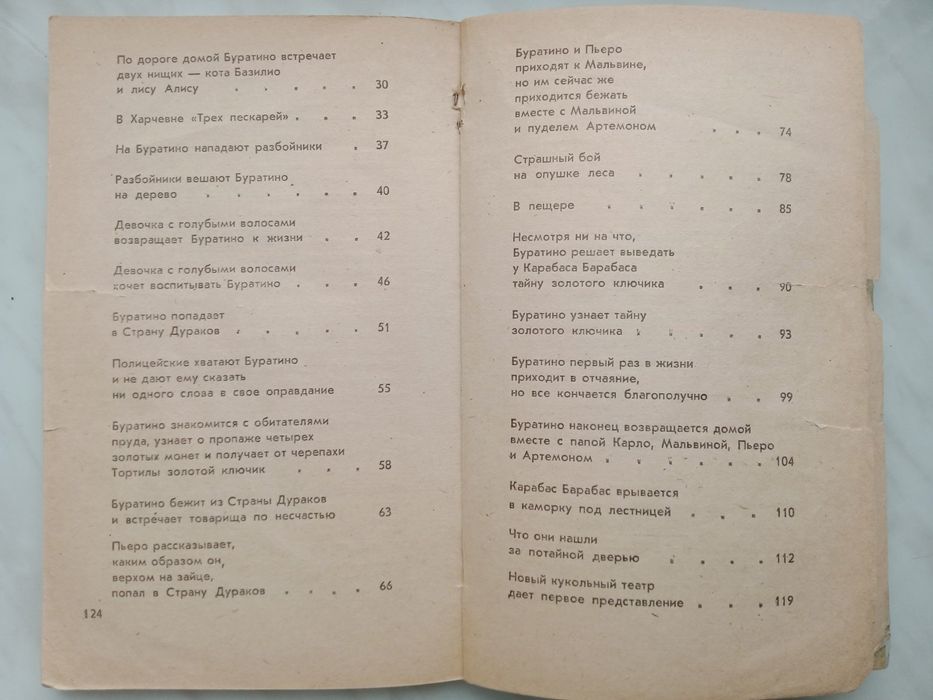 По дороге домой Буратино встречает
двух нищих — кота Базилио
и лису Алису . . . . . 30
В Харчевне «Трех пескарей» . . . 33
На Буратино нападают разбойники . 37
Разбойники вешают Буратино
на дерево . . . . . . 40
Девочка с голубыми волосами
возвращает Буратино к жизни . . 42
Девочка с голубыми волосами
хочет воспитывать Буратино . . . 46
Буратино попадает
в Страну Дураков . . . . . 51
Полицейские хватают Буратино
и не дают ему сказать
ни одного слова в свое оправдание 55
Буратино знакомится с обитателями
пруда, узнает о пропаже четырех
золотых монет и получает от черепахи
Тортилы золотой ключик . . . 58
Буратино бежит из Страны Дураков
и встречает товарища по несчастью 63
Пьеро рассказывает,
каким образом он,
верхом на зайце,
попал в Страну Дураков . . . . 66
124
Буратино и Пьеро
приходят к Мальвине,
но им сейчас же
приходится бежать
вместе с Мальвиной
и пуделем Артемоном . . . 74
Страшный бой
на опушке леса . . . . . 78
В пещере . . . . . . 85
Несмотря ни на что,
Буратино решает выведать
у Карабаса Барабаса
тайну золотого ключика . . . 90
Буратино узнает тайну
золотого ключика . . . . . 93
Буратино первый раз в жизни
приходит в отчаяние,
но все кончается благополучно . . 99
Буратино наконец возвращается домой
вместе с папой Карло, Мальвиной, Пьеро
и Артемоном . . . . . . 104
Карабас Барабас врывается
в каморку под лестницей . . . 110
Что они нашли
за потайной дверью . . . . 112
Новый кукольный театр
дает первое представление . . . 119